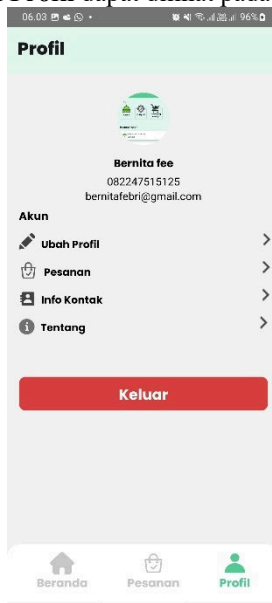 06.03
96%
Profil
Bernita fee
082247515125
bernitafebri@gmail.com
Akun
Ubah Profil
Pesanan
Info Kontak
Tentang
Keluar
Beranda
Pesanan
Profil